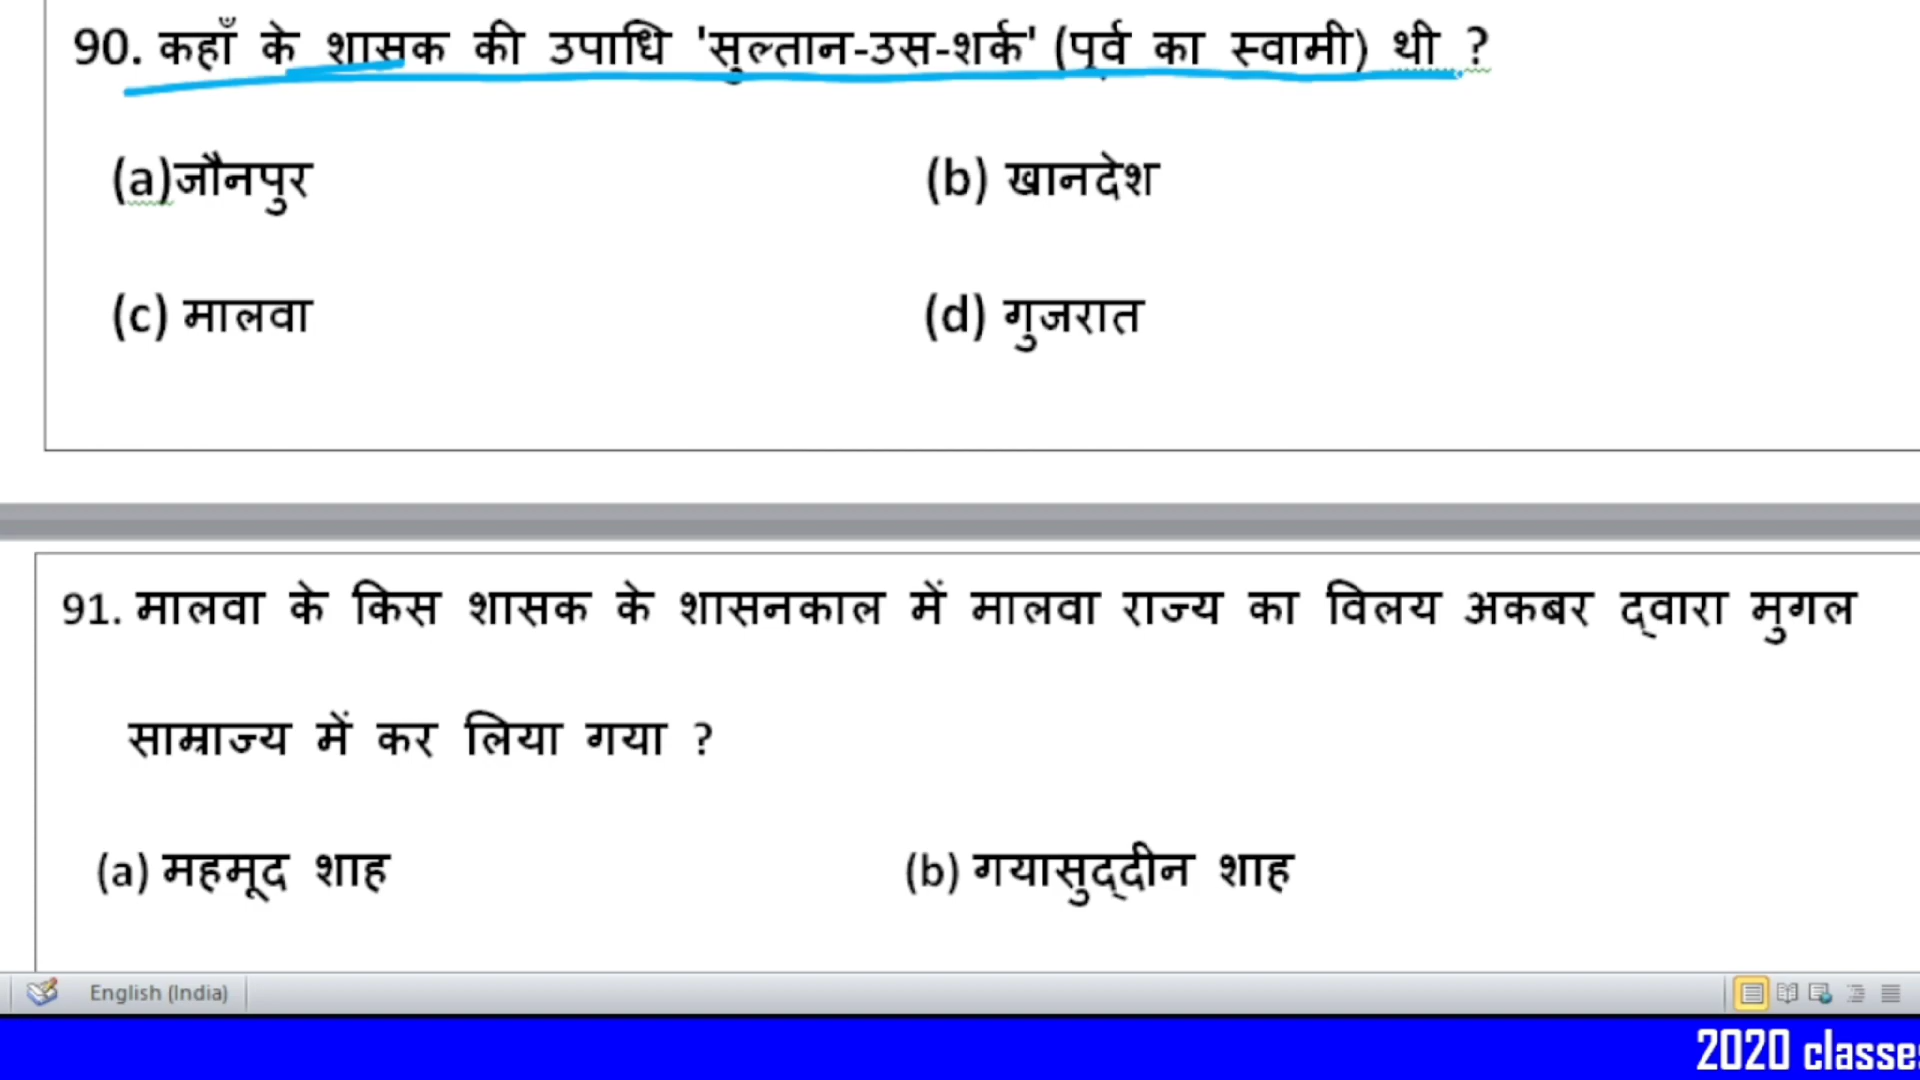 90. कहाँ के शासक की उपाधि 'सुल्तान-उस-शर्क' (पूर्व का स्वामी) थी ?
(a)जौनपुर (b) खानदेश
(c) मालवा (d) गुजरात
91. मालवा के किस शासक के शासनकाल में मालवा राज्य का विलय अकबर द्वारा मुगल
साम्राज्य में कर लिया गया ?
(a) महमूद शाह (b) गयासुद्दीन शाह
English (India)
2020 classes